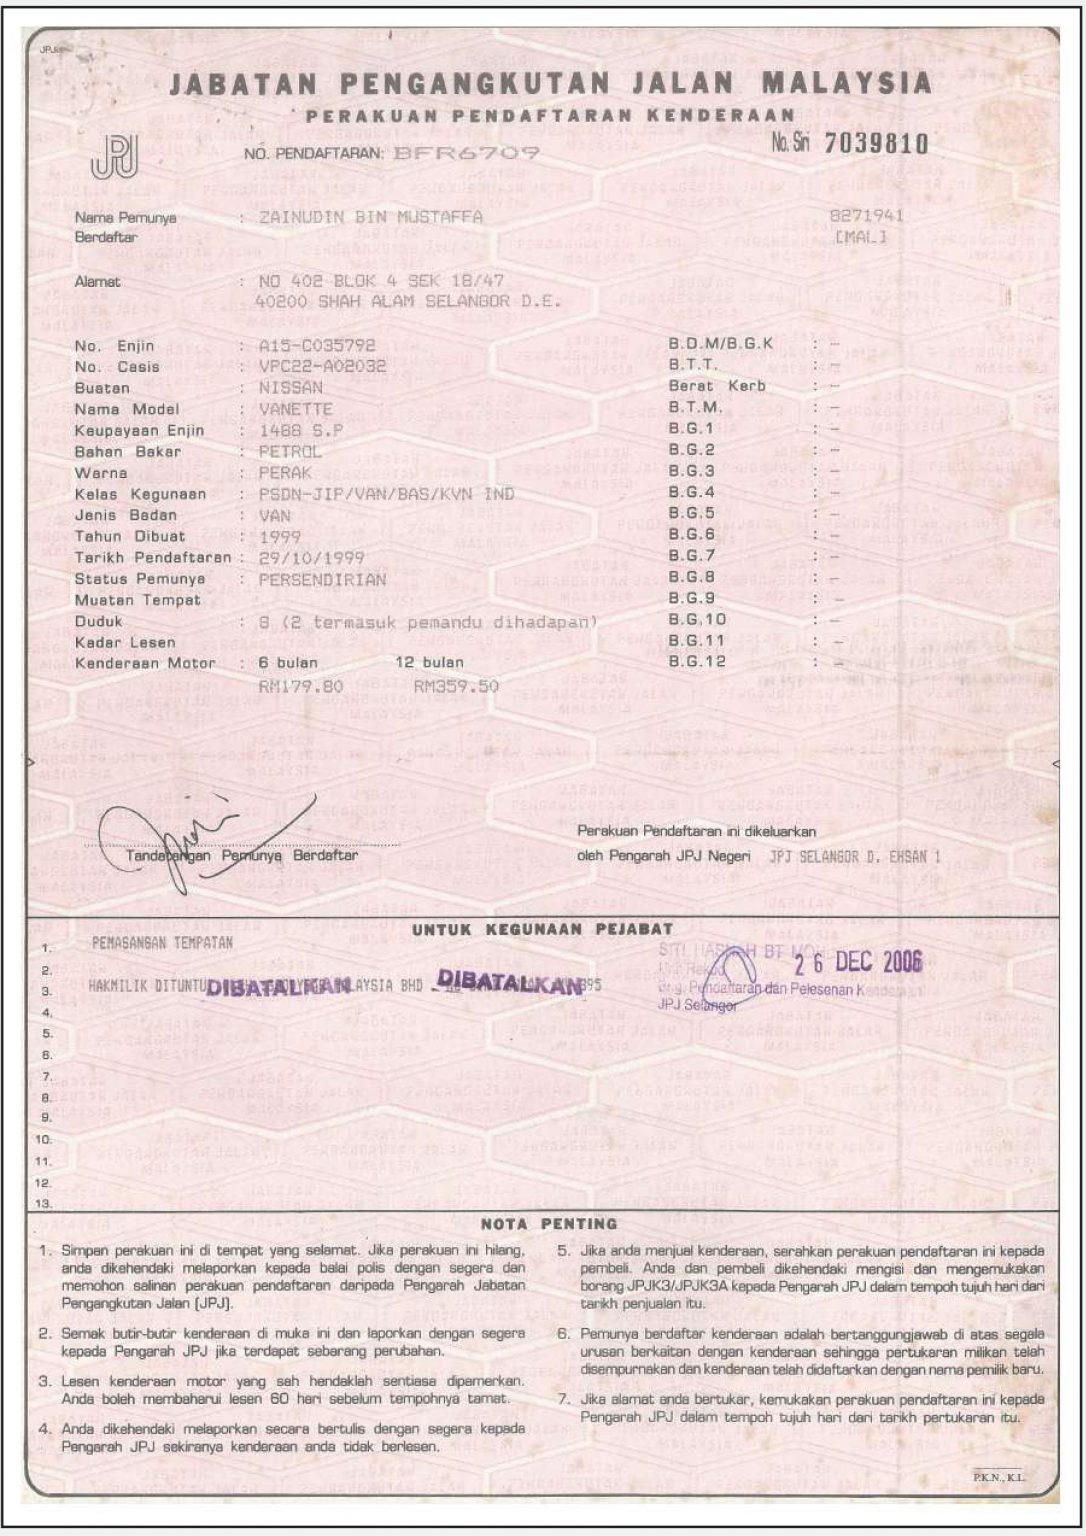 JPJ
JABATAN PENGANGKUTAN JALAN MALAYSIA
PERAKUAN PENDAFTARAN KENDERAAN
No. Siri 7039810
JPJ
NO. PENDAFTARAN: BFR6709
Nama Pemunya : ZAINUDIN BIN MUSTAFFA 8271941
Berdaftar [MAL]
Alamat : NO 402 BLOK 4 SEK 18/47
40200 SHAH ALAM SELANGOR D.E.
No. Enjin : A15-C035792 B.D.M/B.G.K : -
No. Casis : VPC22-A02032 B.T.T. : -
Buatan : NISSAN Berat Kerb : -
Nama Model : VANETTE B.T.M. : -
Keupayaan Enjin : 1488 S.P B.G.1 : -
Bahan Bakar : PETROL B.G.2 : -
Warna : PERAK B.G.3 : -
Kelas Kegunaan : PSDN-JIP/VAN/BAS/KVN IND B.G.4 : -
Jenis Badan : VAN B.G.5 : -
Tahun Dibuat : 1999 B.G.6 : -
Tarikh Pendaftaran : 29/10/1999 B.G.7 : -
Status Pemunya : PERSENDIRIAN B.G.8 : -
Muatan Tempat B.G.9 : -
Duduk : 8 (2 termasuk pemandu dihadapan) B.G.10 : -
Kadar Lesen B.G.11 : -
Kenderaan Motor : 6 bulan 12 bulan B.G.12 : -
RM179.80 RM359.50
Tandatangan Pemunya Berdaftar
Perakuan Pendaftaran ini dikeluarkan
oleh Pengarah JPJ Negeri JPJ SELANGOR D. EHSAN 1
UNTUK KEGUNAAN PEJABAT
1. PEMASANGAN TEMPATAN
2.
3. HAKMILIK DITUNTUT DIBATALKAN MALAYSIA BHD - DIBATALKAN
SITI BT
26 DEC 2006
Pendaftaran dan Pelesenan Kenderaan
JPJ Selangor
4.
5.
6.
7.
8.
9.
10.
11.
12.
13.
NOTA PENTING
1. Simpan perakuan ini di tempat yang selamat. Jika perakuan ini hilang,
anda dikehendaki melaporkan kepada balai polis dengan segera dan
memohon salinan perakuan pendaftaran daripada Pengarah Jabatan
Pengangkutan Jalan (JPJ).
2. Semak butir-butir kenderaan di muka ini dan laporkan dengan segera
kepada Pengarah JPJ jika terdapat sebarang perubahan.
3. Lesen kenderaan motor yang sah hendaklah sentiasa dipamerkan.
Anda boleh membaharui lesen 60 hari sebelum tempohnya tamat.
4. Anda dikehendaki melaporkan secara bertulis dengan segera kepada
Pengarah JPJ sekiranya kenderaan anda tidak berlesen.
5. Jika anda menjual kenderaan, serahkan perakuan pendaftaran ini kepada
pembeli. Anda dan pembeli dikehendaki mengisi dan mengemukakan
borang JPJK3/JPJK3A kepada Pengarah JPJ dalam tempoh tujuh hari dari
tarikh penjualan itu.
6. Pemunya berdaftar kenderaan adalah bertanggungjawab di atas segala
urusan berkaitan dengan kenderaan sehingga pertukaran milikan telah
disempurnakan dan kenderaan telah didaftarkan dengan nama pemilik baru.
7. Jika alamat anda bertukar, kemukakan perakuan pendaftaran ini kepada
Pengarah JPJ dalam tempoh tujuh hari dari tarikh pertukaran itu.
P.K.N., K.L.